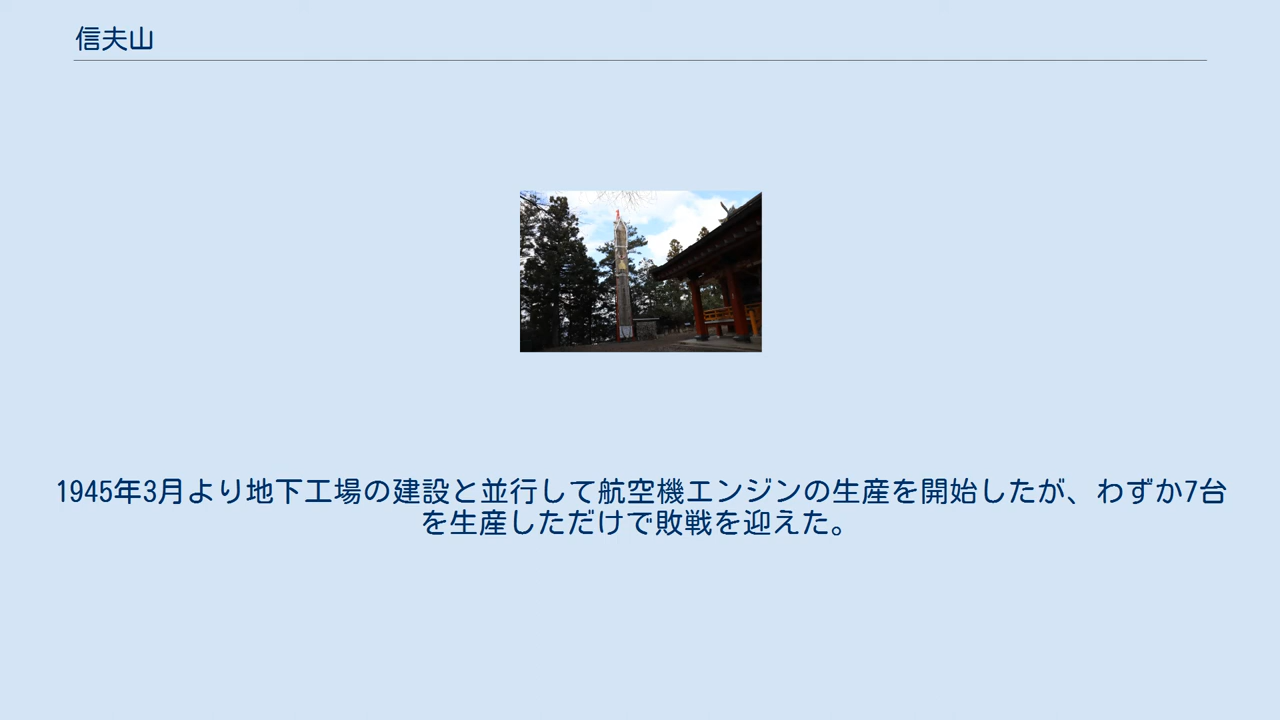 信夫山
1945年3月より地下工場の建設と並行して航空機エンジンの生産を開始したが、わずか7台
を生産しただけで敗戦を迎えた。